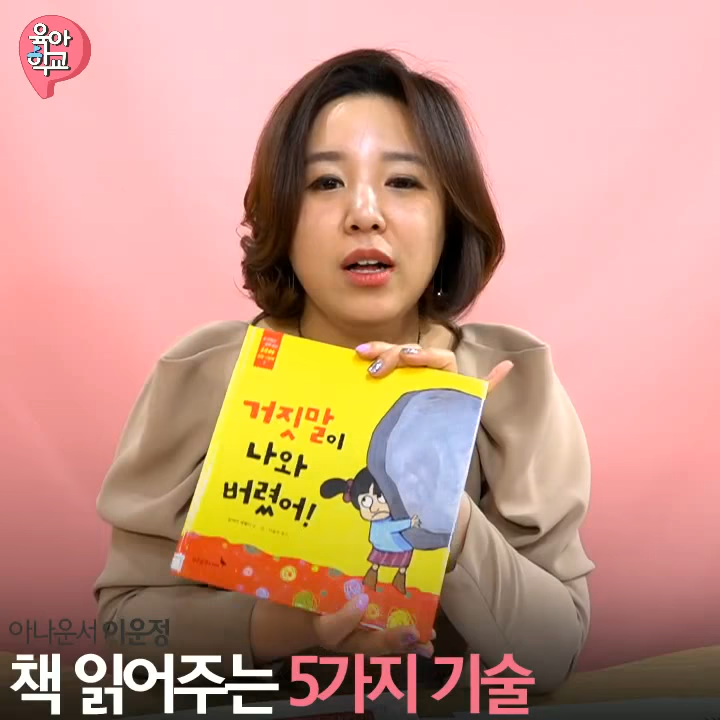 육아
학교
거짓말이
나와
버렸어!
아나운서 이운정
책 읽어주는 5가지 기술